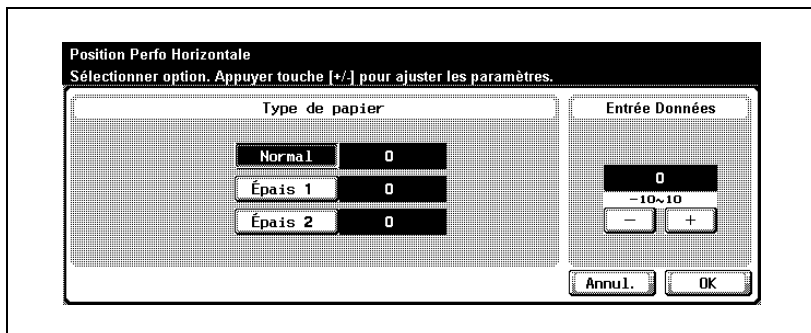 Position Perfo Horizontale
Sélectionner option. Appuyer touche [+/-] pour ajuster les paramètres.
Type de papier
Entrée Données
Normal 0
Épais 1 0
Épais 2 0
0
-10~10
- +
Annul. OK